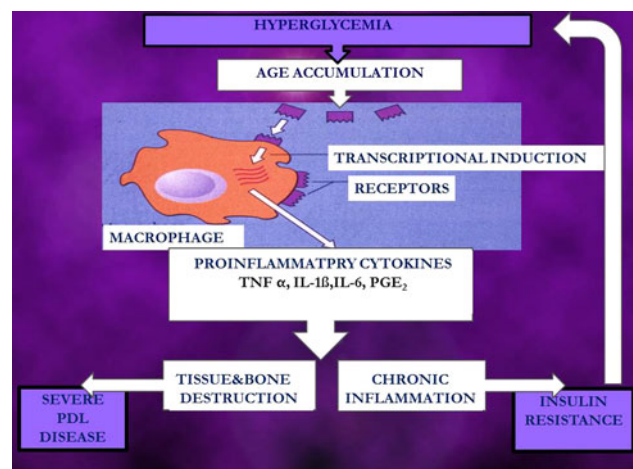 HYPERGLYCEMIA
AGE ACCUMULATION
TRANSCRIPTIONAL INDUCTION
RECEPTORS
MACROPHAGE
PROINFLAMMATPRY CYTOKINES
TNF α, IL-1ß,IL-6, PGE₂
TISSUE&BONE
DESTRUCTION
CHRONIC
INFLAMMATION
SEVERE
PDL
DISEASE
INSULIN
RESISTANCE